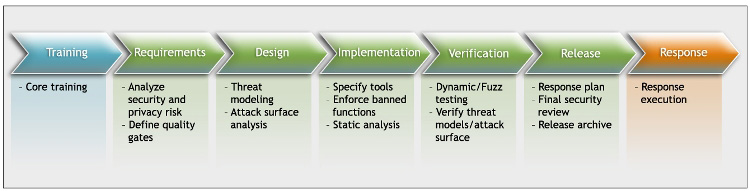 Training
Requirements
Design
Implementation
Verification
Release
Response
- Core training
- Analyze
security and
privacy risk
- Define quality
gates
- Threat
modeling
- Attack surface
analysis
- Specify tools
- Enforce banned
functions
- Static analysis
- Dynamic/Fuzz
testing
- Verify threat
models/attack
surface
- Response plan
- Final security
review
- Release archive
- Response
execution